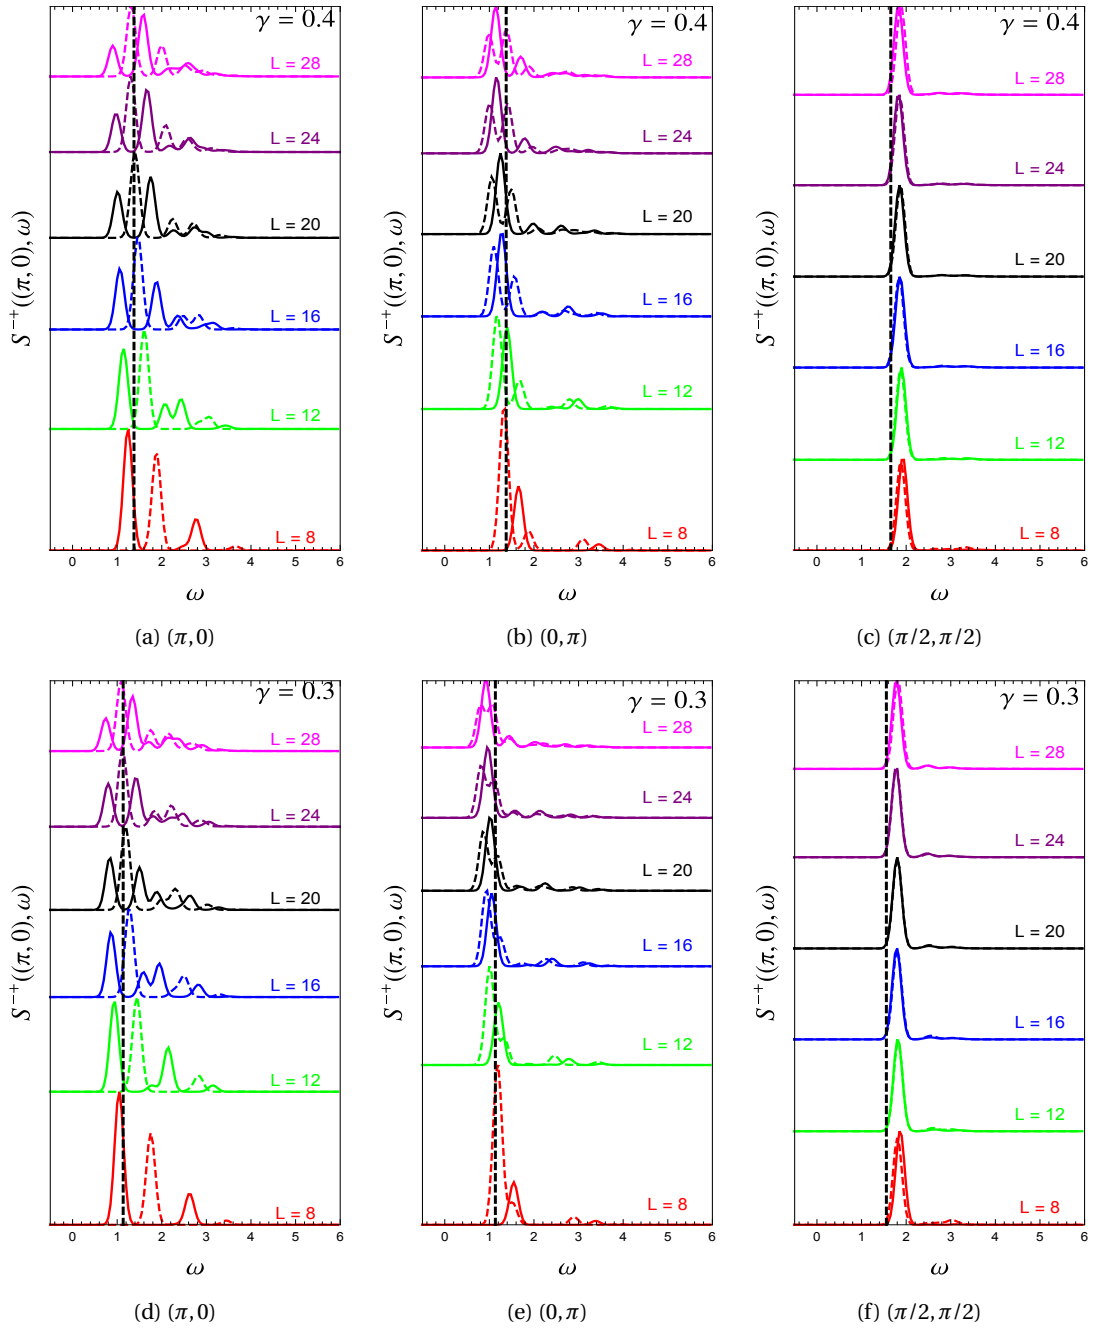 γ = 0.4
L = 28
L = 24
L = 20
L = 16
L = 12
L = 8
S⁻⁺((π, 0), ω)
0 1 2 3 4 5 6
ω
(a) (π, 0)
γ = 0.4
L = 28
L = 24
L = 20
L = 16
L = 12
L = 8
S⁻⁺((π, 0), ω)
0 1 2 3 4 5 6
ω
(b) (0, π)
γ = 0.4
L = 28
L = 24
L = 20
L = 16
L = 12
L = 8
S⁻⁺((π, 0), ω)
0 1 2 3 4 5 6
ω
(c) (π/2, π/2)
γ = 0.3
L = 28
L = 24
L = 20
L = 16
L = 12
L = 8
S⁻⁺((π, 0), ω)
0 1 2 3 4 5 6
ω
(d) (π, 0)
γ = 0.3
L = 28
L = 24
L = 20
L = 16
L = 12
L = 8
S⁻⁺((π, 0), ω)
0 1 2 3 4 5 6
ω
(e) (0, π)
γ = 0.3
L = 28
L = 24
L = 20
L = 16
L = 12
L = 8
S⁻⁺((π, 0), ω)
0 1 2 3 4 5 6
ω
(f) (π/2, π/2)